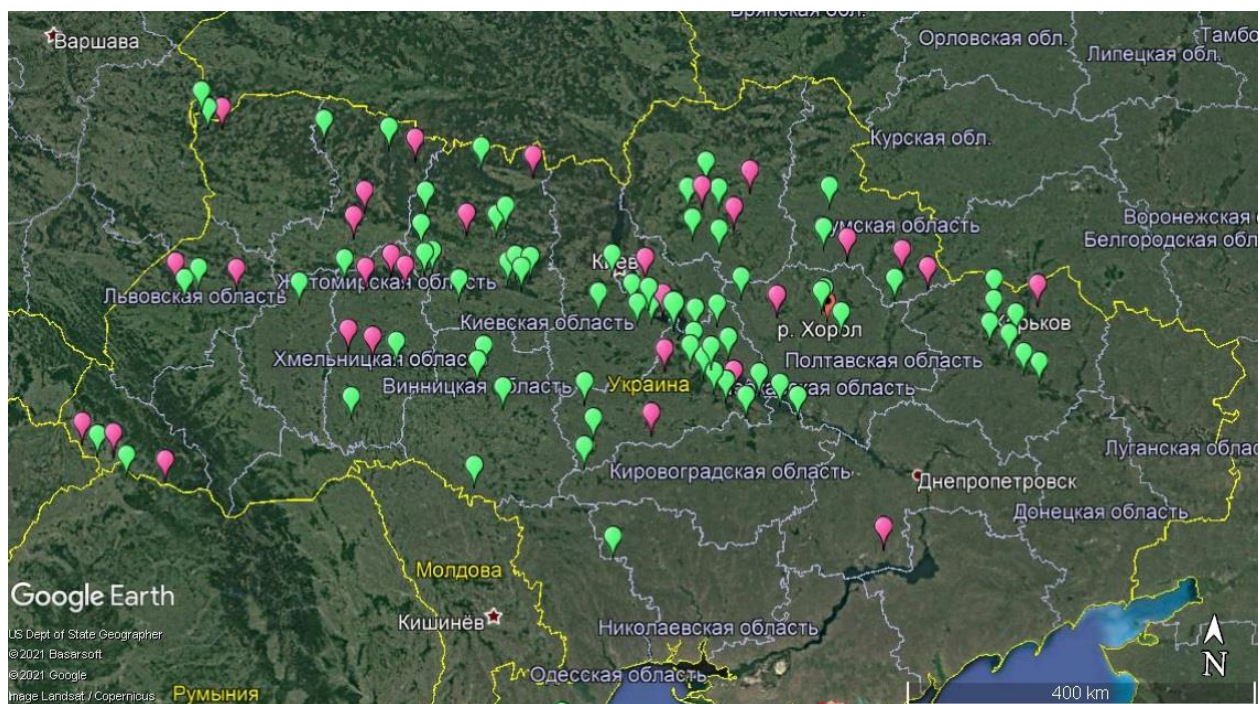 Брянская обл.
Варшава
Орловская обл.
Тамбо
Липецкая обл.
Курская обл.
Воронежская о
Белгородская обл
умская область
Киев
Житомирская область
Львовская область
Киевская область
р. Хорол
Харьков
Хмельницкая област
Полтавская область
Винницкая область
Украина
Луганская облас
Кировоградская область
Днепропетровск
Донецкая область
Молдова
Google Earth
Кишинёв
Николаевская область
US Dept of State Geographer
©2021 Basarsoft
©2021 Google
Image Landsat / Copernicus
Одесская область
Румыния
N
400 km